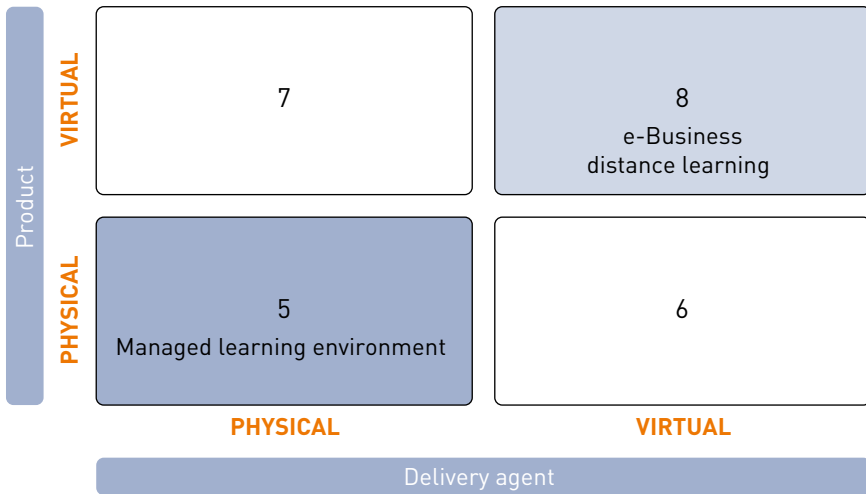 Product
VIRTUAL
PHYSICAL
7
8
e-Business
distance learning
5
Managed learning environment
6
PHYSICAL
VIRTUAL
Delivery agent